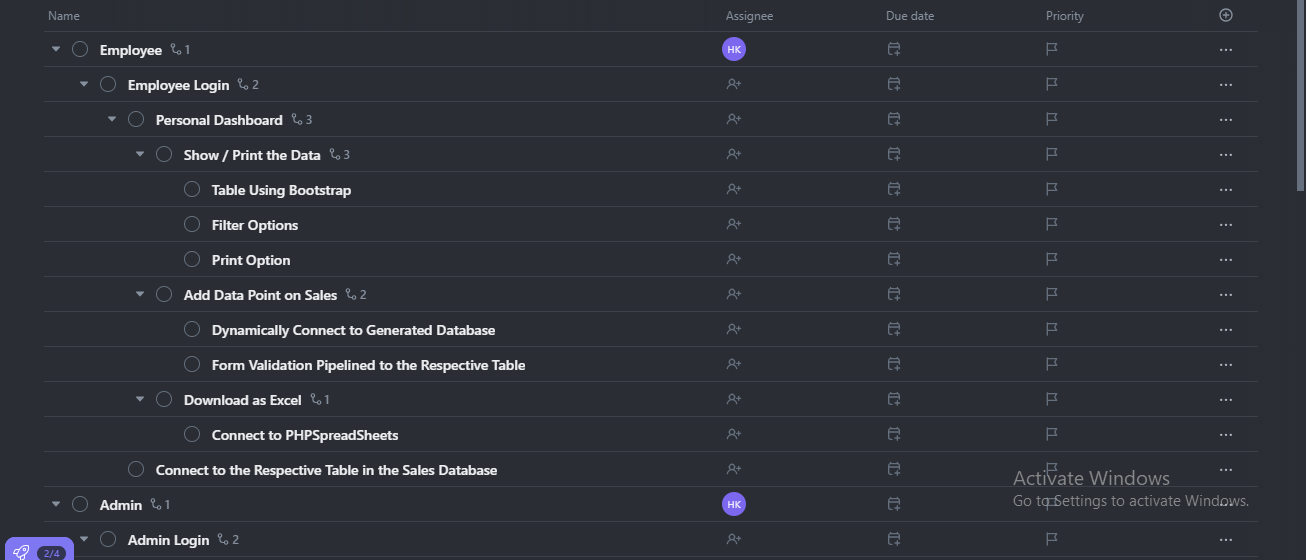 Name Assignee Due date Priority
Employee 1 HK
Employee Login 2
Personal Dashboard 3
Show / Print the Data 3
Table Using Bootstrap
Filter Options
Print Option
Add Data Point on Sales 2
Dynamically Connect to Generated Database
Form Validation Pipelined to the Respective Table
Download as Excel 1
Connect to PHPSpreadSheets
Connect to the Respective Table in the Sales Database
Activate Windows
Go to Settings to activate Windows.
Admin 1 HK
Admin Login 2
2/4